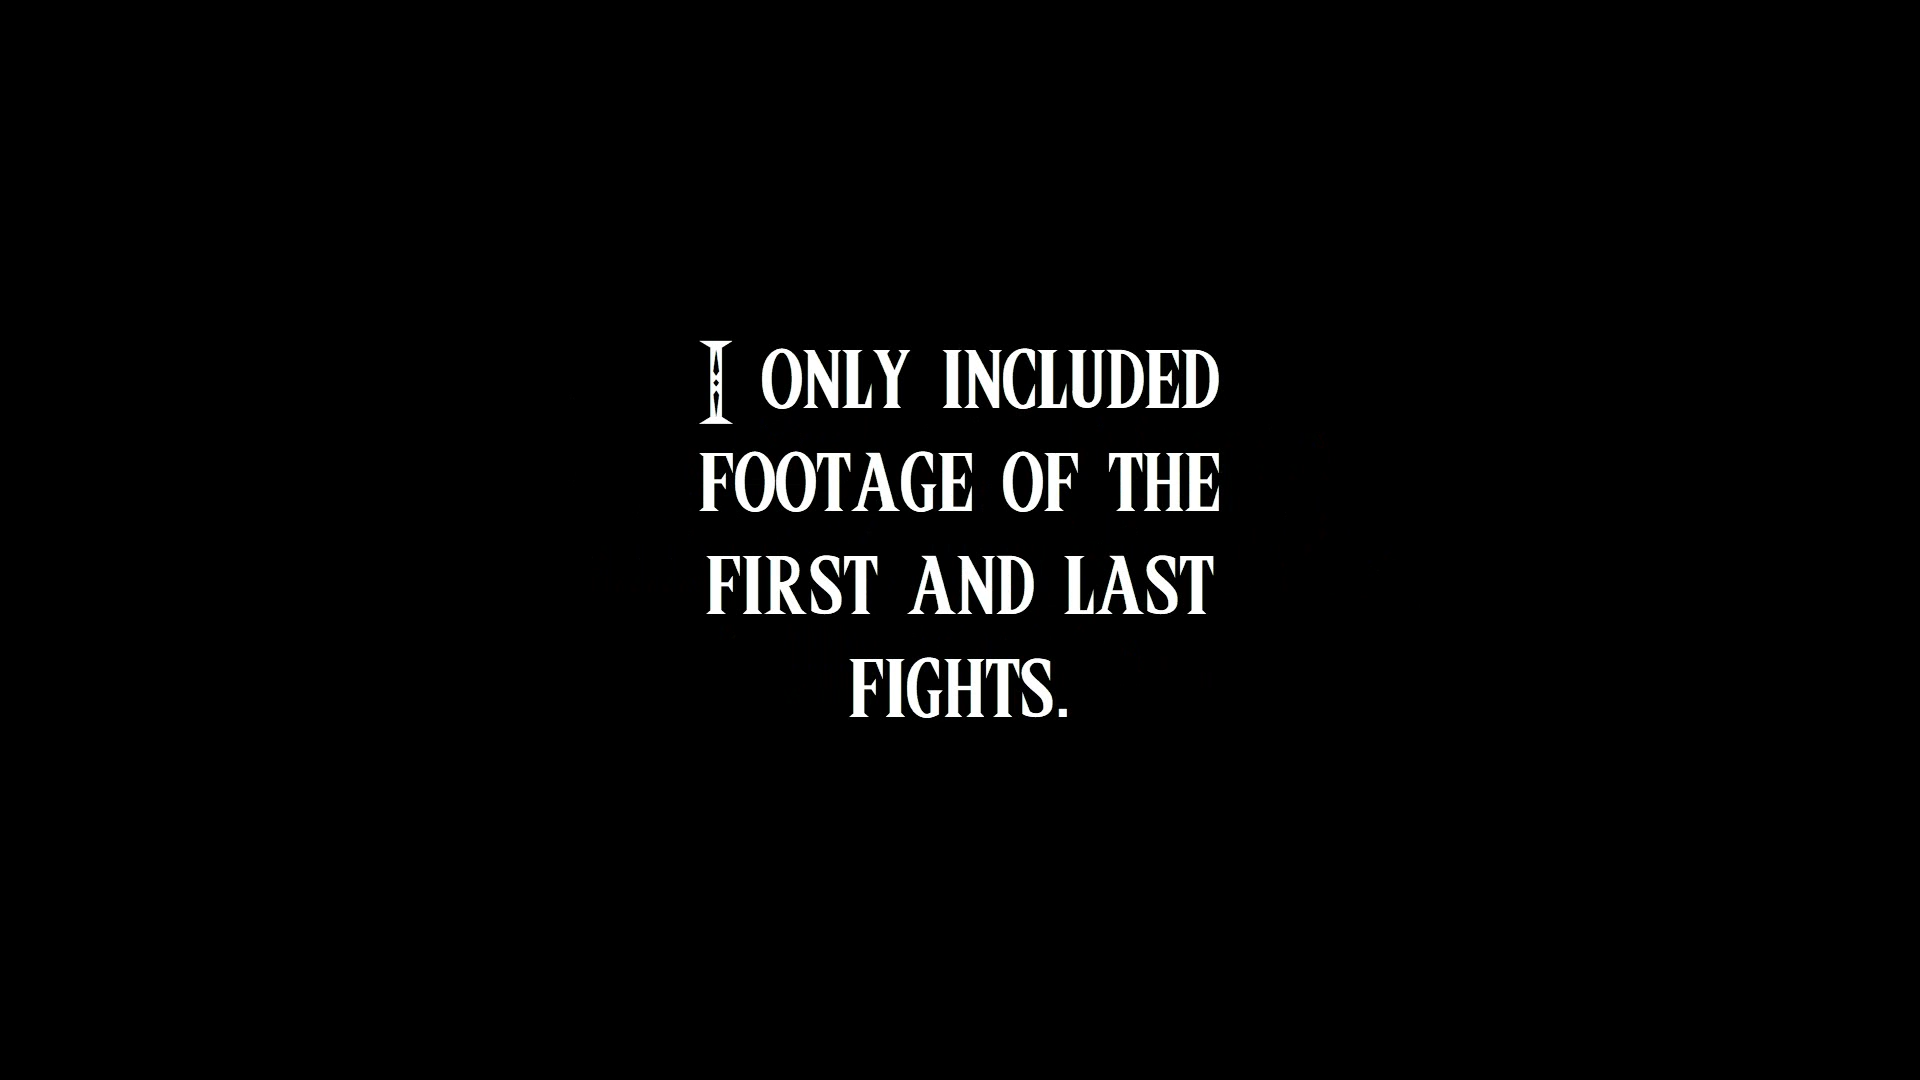 I ONLY INCLUDED
FOOTAGE OF THE
FIRST AND LAST
FIGHTS.